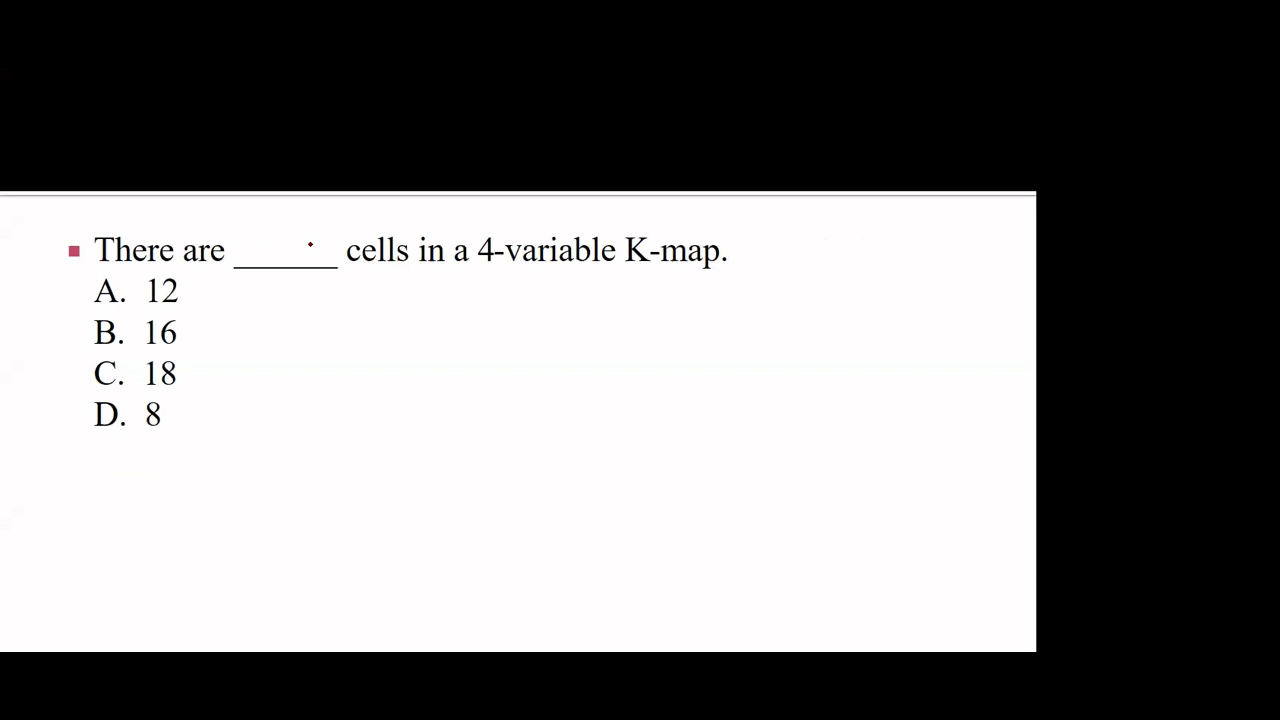 There are ______ cells in a 4-variable K-map.
A. 12
B. 16
C. 18
D. 8